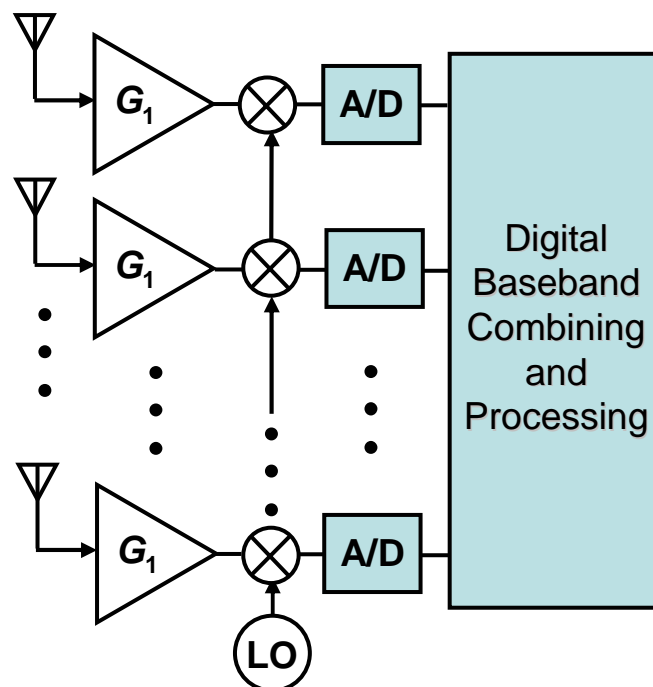 G1
A/D
G1
A/D
Digital
Baseband
Combining
and
Processing
G1
A/D
LO